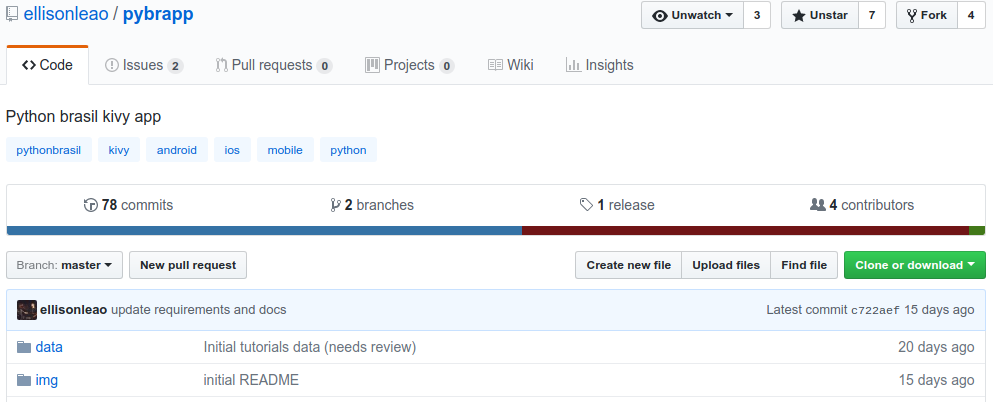 ellisonleao / pybrapp Unwatch 3 Unstar 7 Fork 4
Code Issues 2 Pull requests 0 Projects 0 Wiki Insights
Python brasil kivy app
pythonbrasil kivy android ios mobile python
78 commits 2 branches 1 release 4 contributors
Branch: master New pull request Create new file Upload files Find file Clone or download
ellisonleao update requirements and docs Latest commit c722aef 15 days ago
data Initial tutorials data (needs review) 20 days ago
img initial README 15 days ago